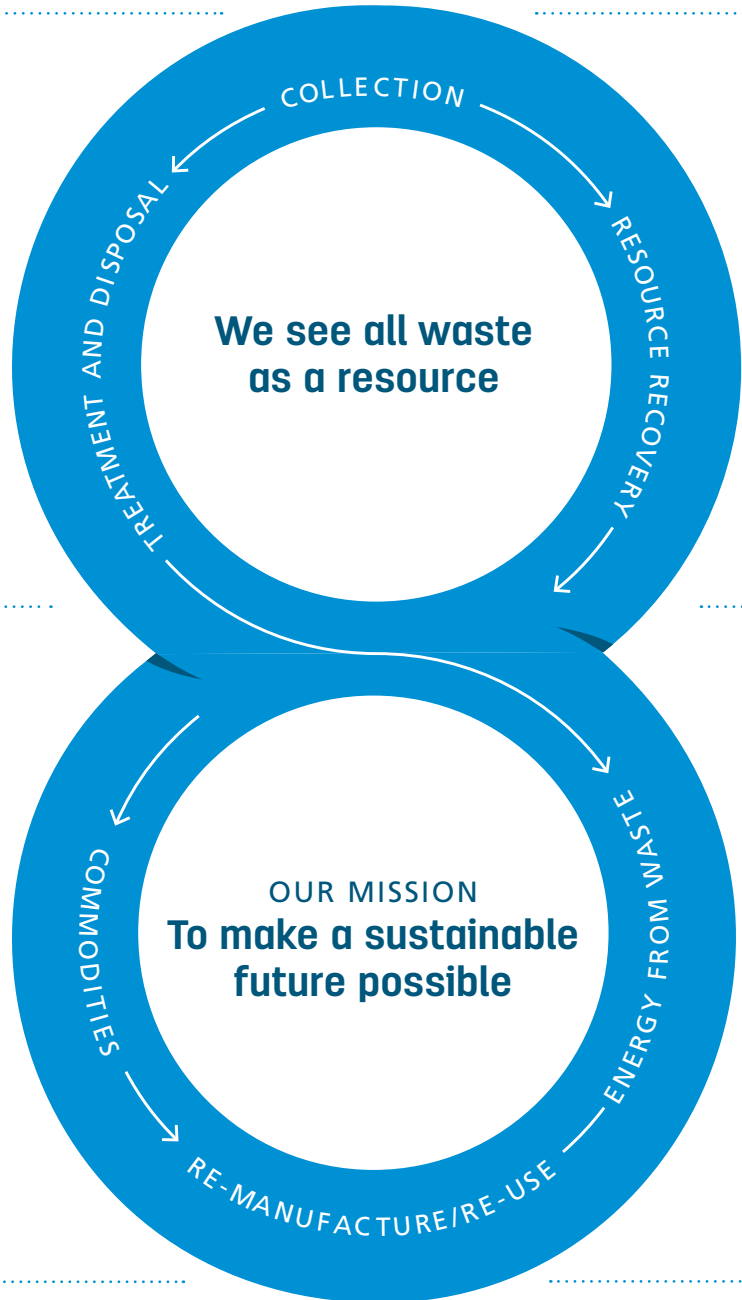 COLLECTION
TREATMENT AND DISPOSAL
RESOURCE RECOVERY
We see all waste
as a resource
COMMODITIES
ENERGY FROM WASTE
OUR MISSION
To make a sustainable
future possible
RE-MANUFACTURE/RE-USE